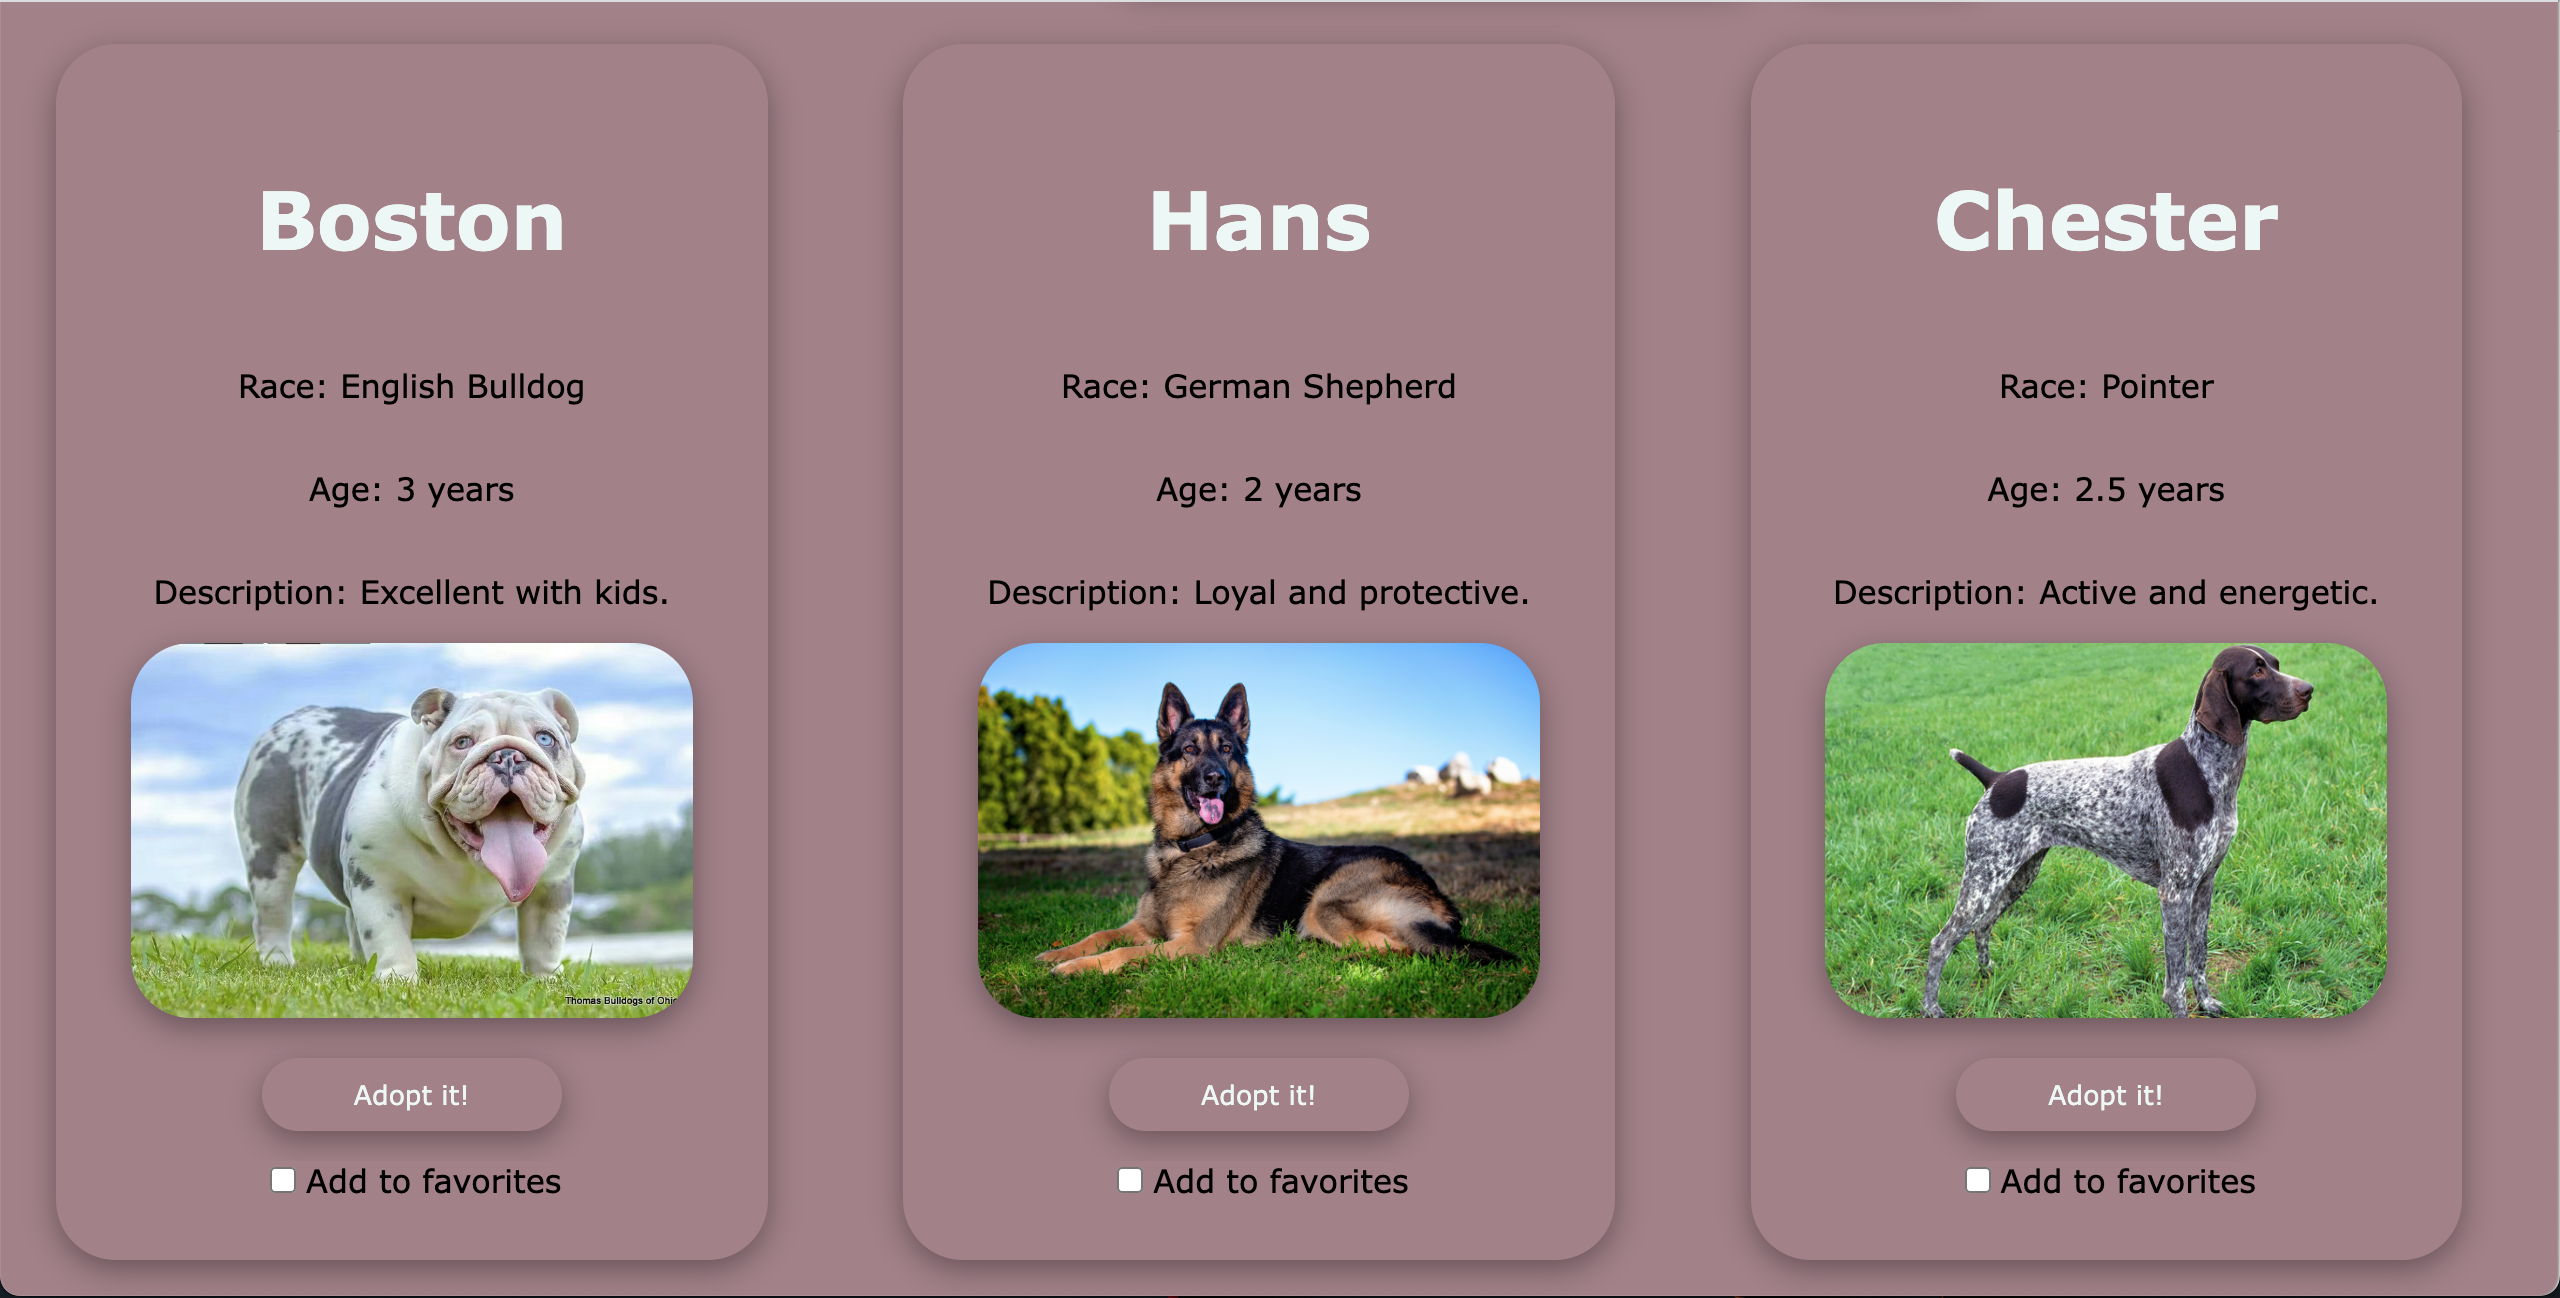 Boston
Race: English Bulldog
Age: 3 years
Description: Excellent with kids.
Thomas Bulldogs of Ohio
Adopt it!
Add to favorites
Hans
Race: German Shepherd
Age: 2 years
Description: Loyal and protective.
Adopt it!
Add to favorites
Chester
Race: Pointer
Age: 2.5 years
Description: Active and energetic.
Adopt it!
Add to favorites